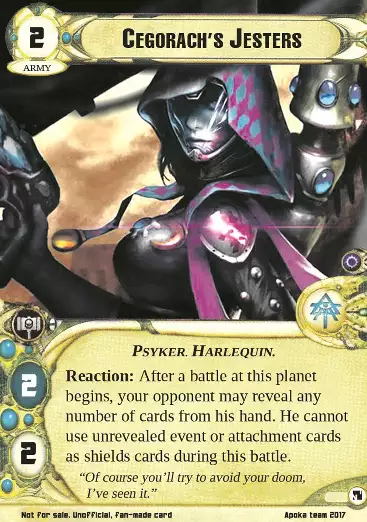 2
CEGORACH'S JESTERS
ARMY
PSYKER. HARLEQUIN.
2
2
Reaction: After a battle at this planet
begins, your opponent may reveal any
number of cards from his hand. He cannot
use unrevealed event or attachment cards
as shields cards during this battle.
“Of course you'll try to avoid your doom,
I've seen it.”
Not for sale. Unofficial, fan-made card
Apoka team 2017